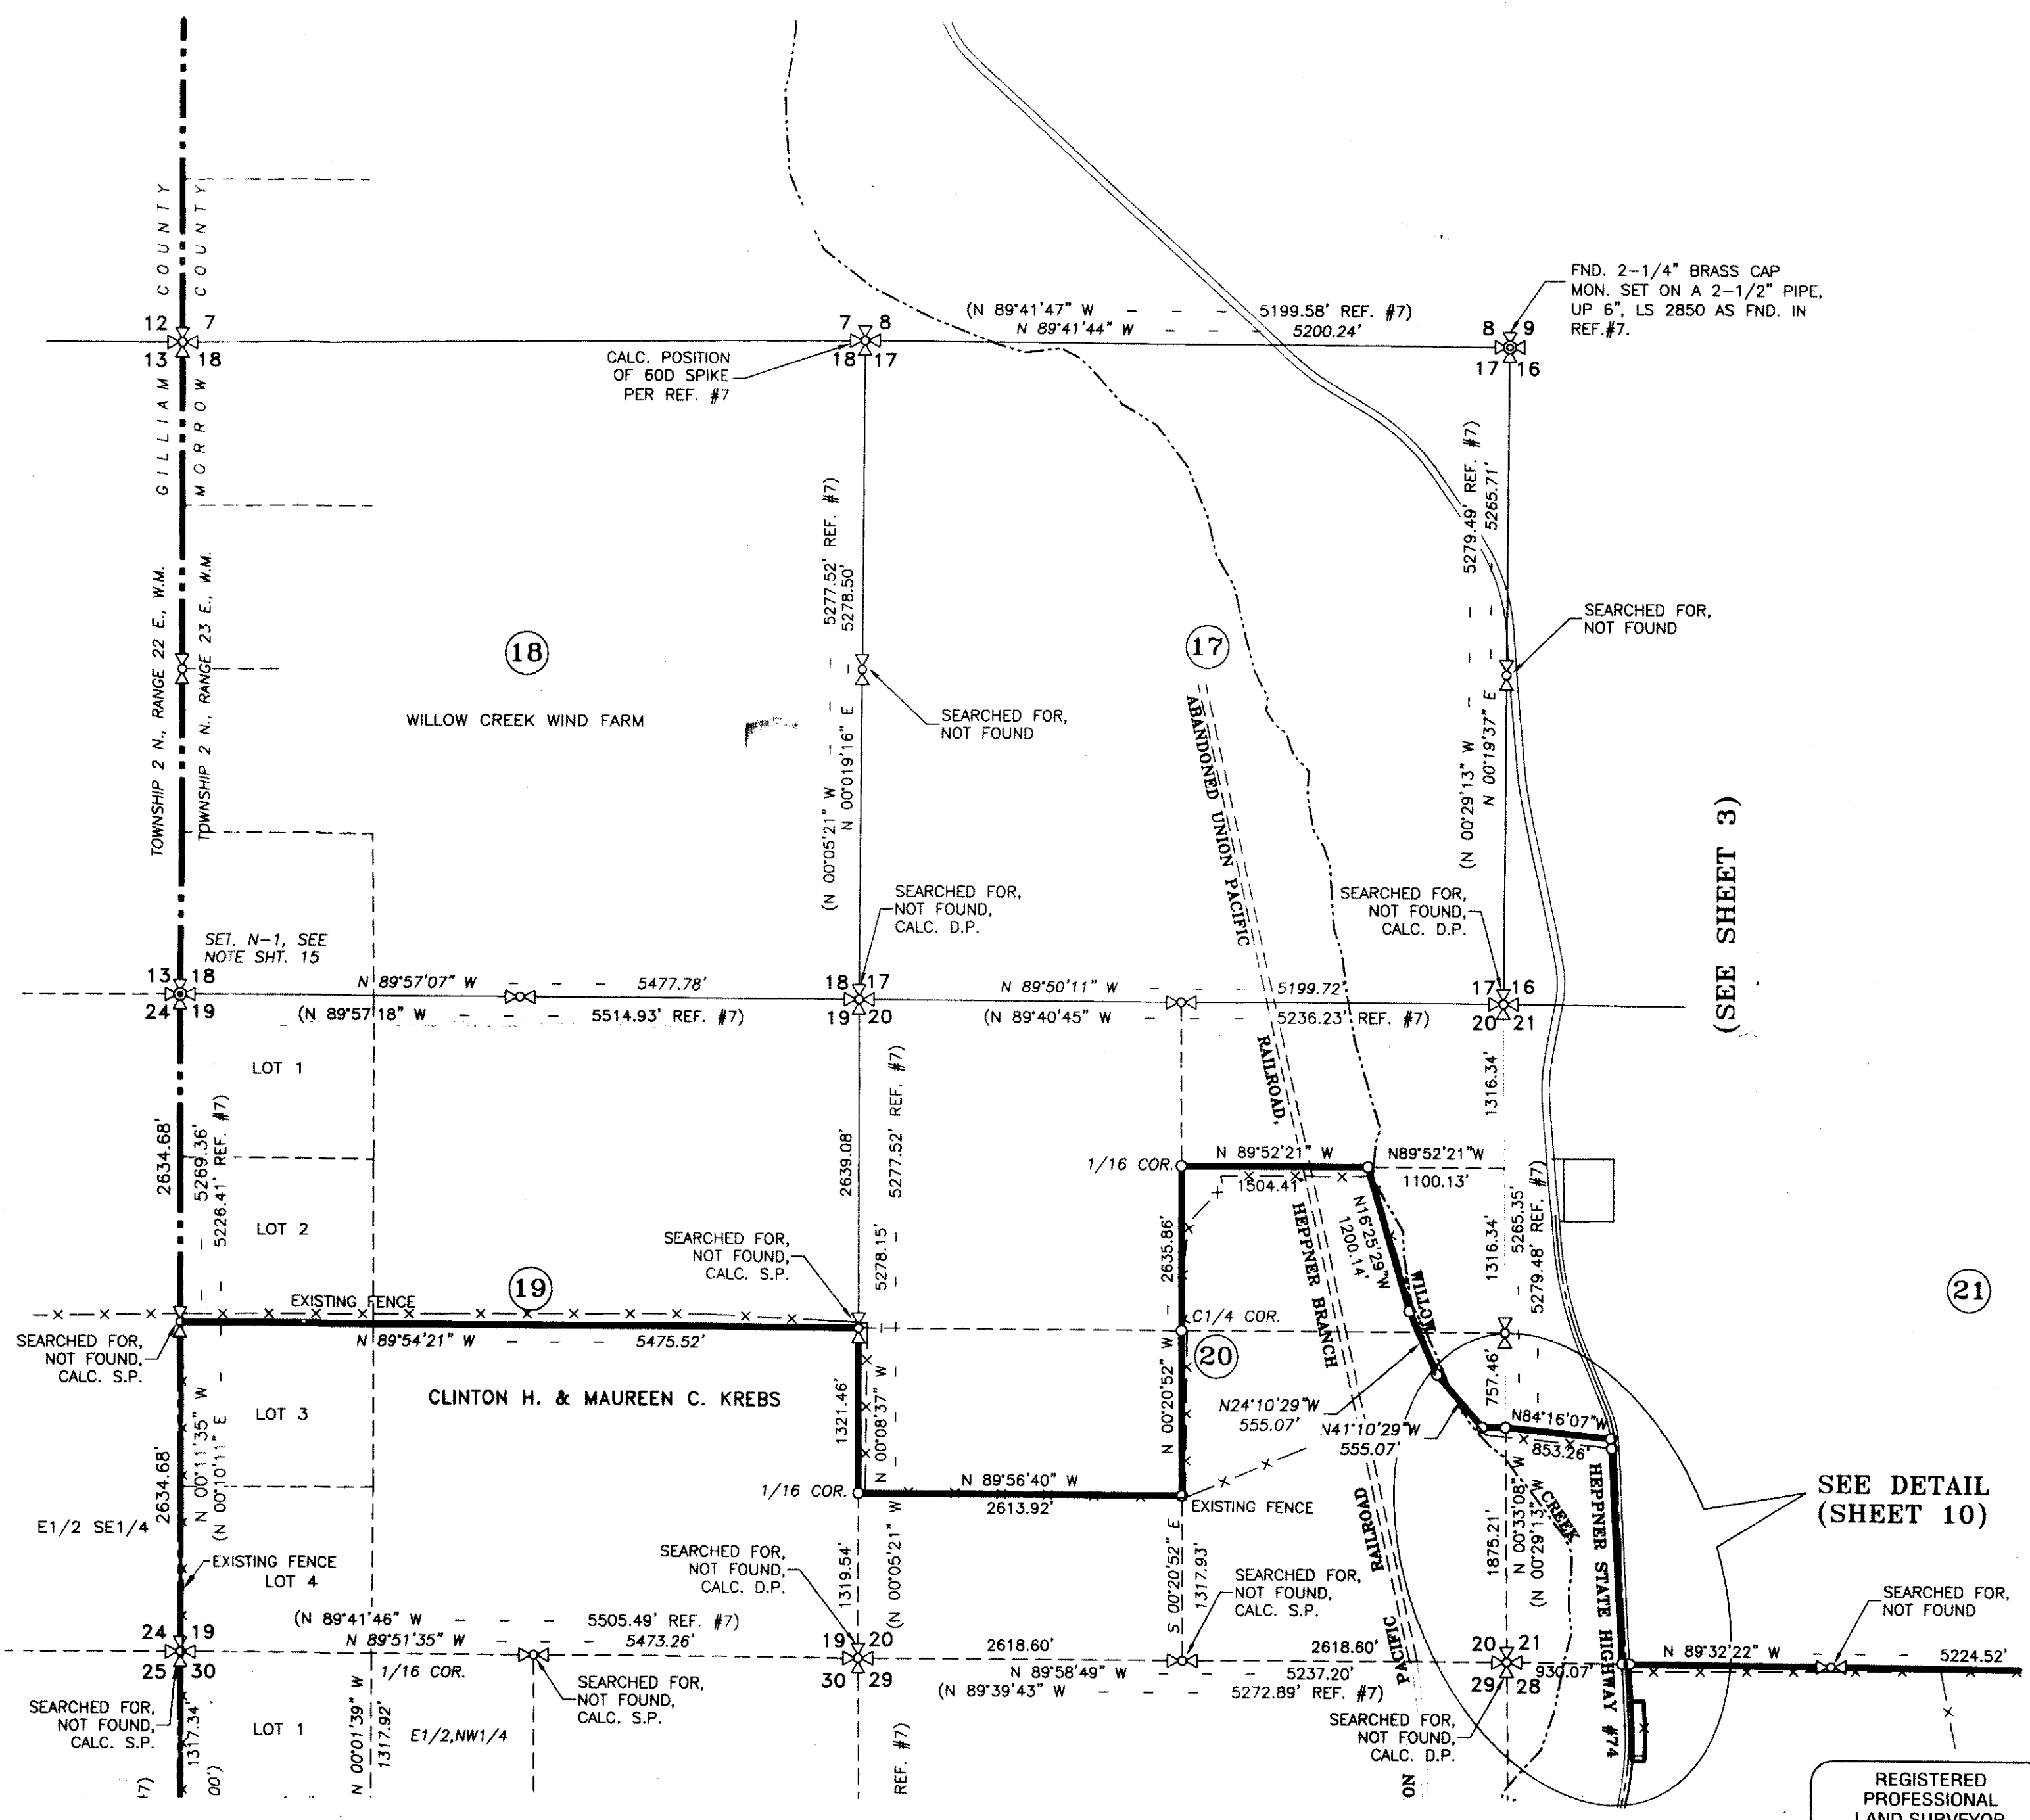 GILLIAM COUNTY
MORROW COUNTY
TOWNSHIP 2 N., RANGE 22 E., W.M.
TOWNSHIP 2 N., RANGE 23 E., W.M.
12 7
13 18
7 8
18 17
CALC. POSITION
OF 60D SPIKE
PER REF. #7
(N 89°41'47" W - - 5199.58' REF. #7)
N 89°41'44" W - - - 5200.24'
8 9
17 16
FND. 2-1/4" BRASS CAP
MON. SET ON A 2-1/2" PIPE,
UP 6", LS 2850 AS FND. IN
REF.#7.
5277.52' REF. #7)
5278.50'
(N 00°05'21" W - -
N 00°019'16" E - -
5279.49' REF. #7)
5265.71'
(N 00°29'13" W - - -
N 00°19'37" E - - -
SEARCHED FOR,
NOT FOUND
18
WILLOW CREEK WIND FARM
SEARCHED FOR,
NOT FOUND
17
ABANDONED UNION PACIFIC
RAILROAD,
HEPPNER BRANCH
(SEE SHEET 3)
SEARCHED FOR,
NOT FOUND,
CALC. D.P.
SEARCHED FOR,
NOT FOUND,
CALC. D.P.
SET, N-1, SEE
NOTE SHT. 15
13 18
24 19
N 89°57'07" W - - - 5477.78'
(N 89°57'18" W - - - 5514.93' REF. #7)
18 17
19 20
N 89°50'11" W - - - 5199.72'
(N 89°40'45" W - - - 5236.23' REF. #7)
17 16
20 21
LOT 1
2634.68'
5269.36'
5226.41' REF. #7)
LOT 2
2639.08'
5277.52' REF. #7)
5278.15'
1316.34'
1/16 COR.
N 89°52'21" W
1504.41'
N89°52'21"W
1100.13'
N16°25'29"W
1200.14'
2635.86'
1316.34'
5265.35'
5279.48' REF. #7)
SEARCHED FOR,
NOT FOUND,
CALC. S.P.
19
EXISTING FENCE
N 89°54'21" W - - 5475.52'
SEARCHED FOR,
NOT FOUND,
CALC. S.P.
C1/4 COR.
20
21
WILLOW
CLINTON H. & MAUREEN C. KREBS
LOT 3
1321.46'
N 00°08'37" W
N 00°20'52" W
N24°10'29"W
555.07'
N41°10'29"W
555.07'
757.46'
N84°16'07"W
853.26'
2634.68'
N 00°11'35" W
(N 00°10'11" E
1/16 COR.
N 89°56'40" W
2613.92'
EXISTING FENCE
SEE DETAIL
(SHEET 10)
E1/2 SE1/4
EXISTING FENCE
LOT 4
SEARCHED FOR,
NOT FOUND,
CALC. D.P.
1319.54'
(N 00°05'21" W
S 00°20'52" E
1317.93'
SEARCHED FOR,
NOT FOUND,
CALC. S.P.
RAILROAD
PACIFIC
ON
1875.21'
N 00°33'08" W
(N 00°29'13" W
CREEK
HEPPNER STATE HIGHWAY #74
SEARCHED FOR,
NOT FOUND
(N 89°41'46" W - - - 5505.49' REF. #7)
N 89°51'35" W - - - 5473.26'
24 19
25 30
1/16 COR.
19 20
30 29
2618.60'
2618.60'
N 89°58'49" W - - - 5237.20'
(N 89°39'43" W - - - 5272.89' REF. #7)
20 21
29 28
930.07'
N 89°32'22" W - - - 5224.52'
SEARCHED FOR,
NOT FOUND,
CALC. S.P.
SEARCHED FOR,
NOT FOUND,
CALC. S.P.
SEARCHED FOR,
NOT FOUND,
CALC. D.P.
1317.34'
LOT 1
N 00°01'39" W
1317.92'
E1/2,NW1/4
REF. #7)
#7)
00')
REGISTERED
PROFESSIONAL
LAND SURVEYOR